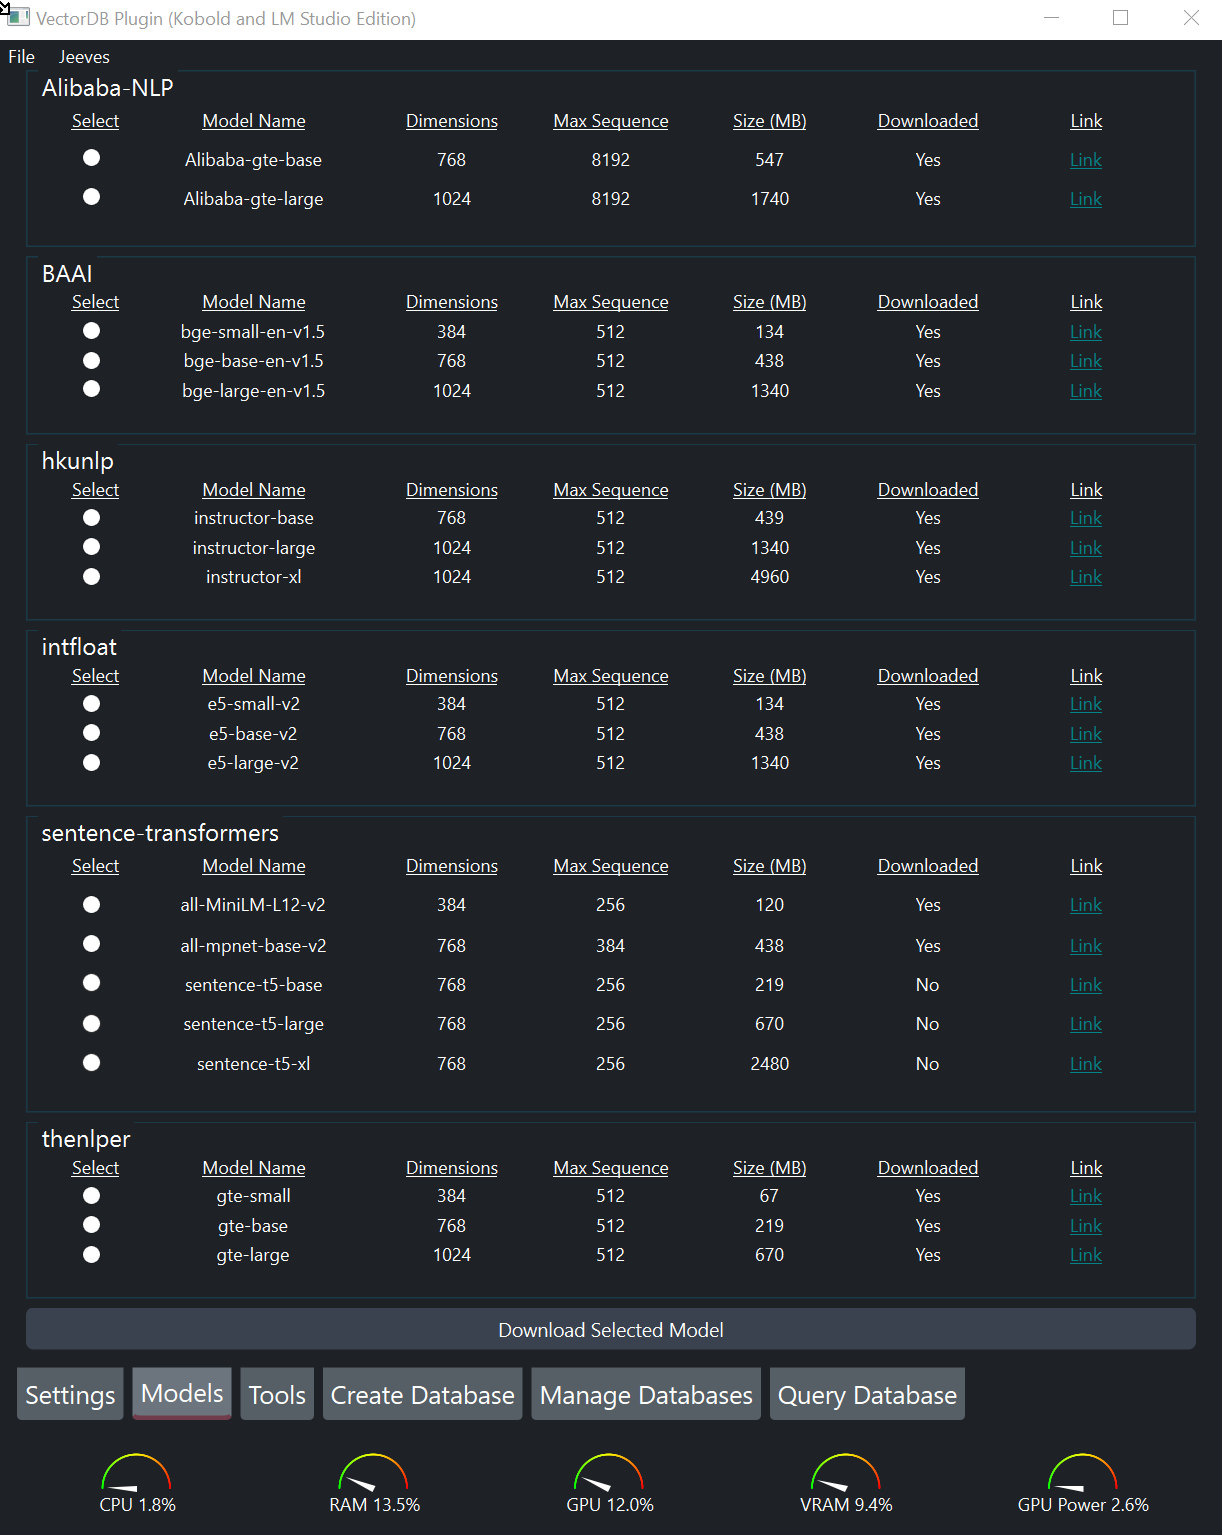 VectorDB Plugin (Kobold and LM Studio Edition)
File Jeeves
Alibaba-NLP
Select Model Name Dimensions Max Sequence Size (MB) Downloaded Link
Alibaba-gte-base 768 8192 547 Yes Link
Alibaba-gte-large 1024 8192 1740 Yes Link
BAAI
Select Model Name Dimensions Max Sequence Size (MB) Downloaded Link
bge-small-en-v1.5 384 512 134 Yes Link
bge-base-en-v1.5 768 512 438 Yes Link
bge-large-en-v1.5 1024 512 1340 Yes Link
hkunlp
Select Model Name Dimensions Max Sequence Size (MB) Downloaded Link
instructor-base 768 512 439 Yes Link
instructor-large 1024 512 1340 Yes Link
instructor-xl 1024 512 4960 Yes Link
intfloat
Select Model Name Dimensions Max Sequence Size (MB) Downloaded Link
e5-small-v2 384 512 134 Yes Link
e5-base-v2 768 512 438 Yes Link
e5-large-v2 1024 512 1340 Yes Link
sentence-transformers
Select Model Name Dimensions Max Sequence Size (MB) Downloaded Link
all-MiniLM-L12-v2 384 256 120 Yes Link
all-mpnet-base-v2 768 384 438 Yes Link
sentence-t5-base 768 256 219 No Link
sentence-t5-large 768 256 670 No Link
sentence-t5-xl 768 256 2480 No Link
thenlper
Select Model Name Dimensions Max Sequence Size (MB) Downloaded Link
gte-small 384 512 67 Yes Link
gte-base 768 512 219 Yes Link
gte-large 1024 512 670 Yes Link
Download Selected Model
Settings Models Tools Create Database Manage Databases Query Database
CPU 1.8% RAM 13.5% GPU 12.0% VRAM 9.4% GPU Power 2.6%